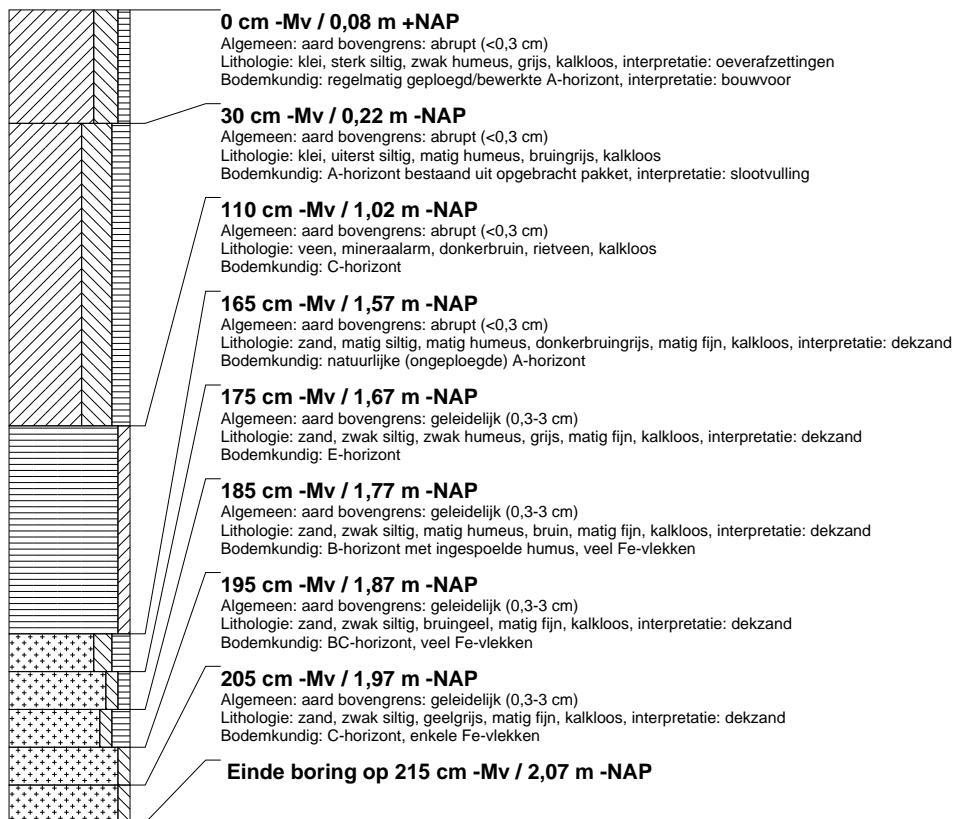 0 cm -Mv / 0,08 m +NAP
Algemeen: aard bovengrens: abrupt (<0,3 cm)
Lithologie: klei, sterk siltig, zwak humeus, grijs, kalkloos, interpretatie: oeverafzettingen
Bodemkundig: regelmatig geploegd/bewerkte A-horizont, interpretatie: bouwvoor
30 cm -Mv / 0,22 m -NAP
Algemeen: aard bovengrens: abrupt (<0,3 cm)
Lithologie: klei, uiterst siltig, matig humeus, bruingrijs, kalkloos
Bodemkundig: A-horizont bestaand uit opgebracht pakket, interpretatie: slootvulling
110 cm -Mv / 1,02 m -NAP
Algemeen: aard bovengrens: abrupt (<0,3 cm)
Lithologie: veen, mineraalarm, donkerbruin, rietveen, kalkloos
Bodemkundig: C-horizont
165 cm -Mv / 1,57 m -NAP
Algemeen: aard bovengrens: abrupt (<0,3 cm)
Lithologie: zand, matig siltig, matig humeus, donkerbruingrijs, matig fijn, kalkloos, interpretatie: dekzand
Bodemkundig: natuurlijke (ongeploegde) A-horizont
175 cm -Mv / 1,67 m -NAP
Algemeen: aard bovengrens: geleidelijk (0,3-3 cm)
Lithologie: zand, zwak siltig, zwak humeus, grijs, matig fijn, kalkloos, interpretatie: dekzand
Bodemkundig: E-horizont
185 cm -Mv / 1,77 m -NAP
Algemeen: aard bovengrens: geleidelijk (0,3-3 cm)
Lithologie: zand, zwak siltig, matig humeus, bruin, matig fijn, kalkloos, interpretatie: dekzand
Bodemkundig: B-horizont met ingespoelde humus, veel Fe-vlekken
195 cm -Mv / 1,87 m -NAP
Algemeen: aard bovengrens: geleidelijk (0,3-3 cm)
Lithologie: zand, zwak siltig, bruingeel, matig fijn, kalkloos, interpretatie: dekzand
Bodemkundig: BC-horizont, veel Fe-vlekken
205 cm -Mv / 1,97 m -NAP
Algemeen: aard bovengrens: geleidelijk (0,3-3 cm)
Lithologie: zand, zwak siltig, geelgrijs, matig fijn, kalkloos, interpretatie: dekzand
Bodemkundig: C-horizont, enkele Fe-vlekken
Einde boring op 215 cm -Mv / 2,07 m -NAP